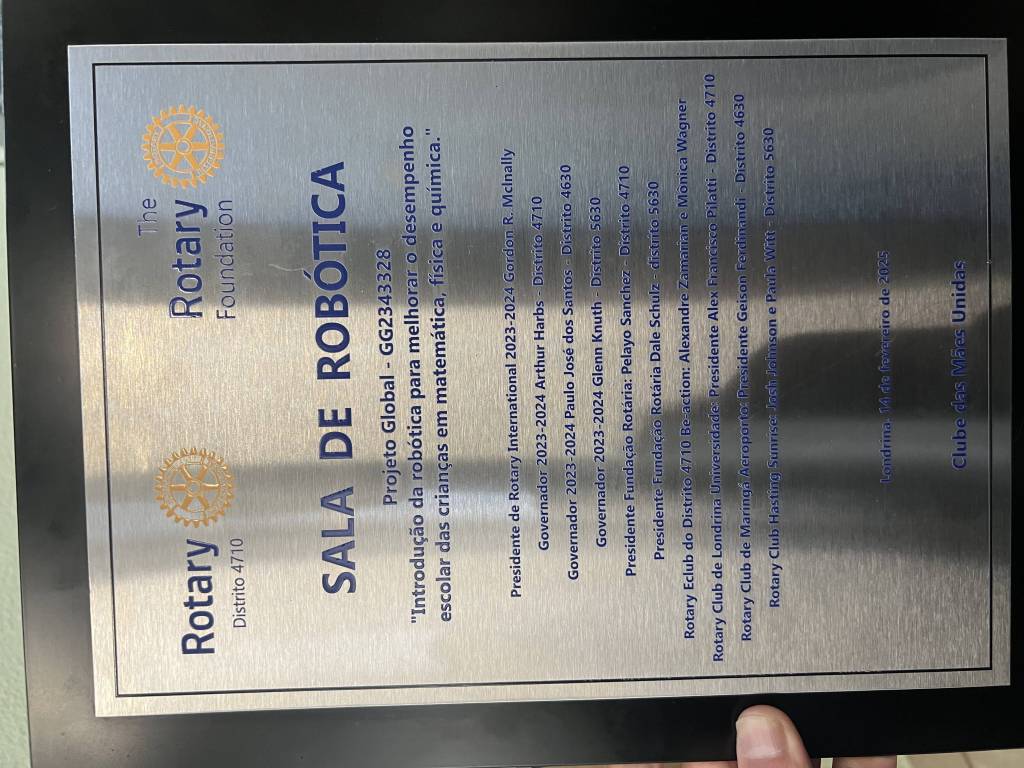 Rotary
Distrito 4710
The
Rotary
Foundation
SALA DE ROBÓTICA
Projeto Global - GG2343328
"Introdução da robótica para melhorar o desempenho
escolar das crianças em matemática, física e química."
Presidente de Rotary International 2023-2024 Gordon R. McInally
Governador 2023-2024 Arthur Harbs - Distrito 4710
Governador 2023-2024 Paulo José dos Santos - Distrito 4630
Governador 2023-2024 Glenn Knuth - Distrito 5630
Presidente Fundação Rotária: Pelayo Sanchez - Distrito 4710
Presidente Fundação Rotária Dale Schulz - distrito 5630
Rotary Eclub do Distrito 4710 Be-action: Alexandre Zamarian e Mônica Wagner
Rotary Club de Londrina Universidade: Presidente Alex Francisco Pilatti - Distrito 4710
Rotary Club de Maringá Aeroporto: Presidente Geison Ferdinandi - Distrito 4630
Rotary Club Hasting Sunrise: Josh Johnson e Paula Witt - Distrito 5630
Londrina, 14 de fevereiro de 2025
Clube das Mães Unidas